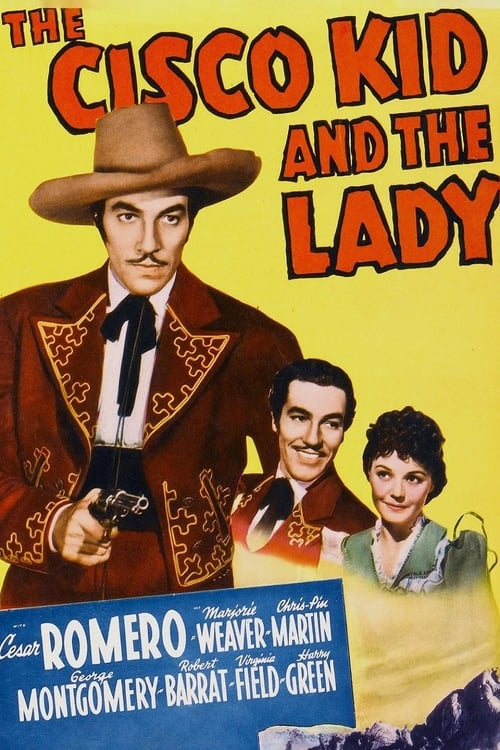 THE
CISCO KID
AND THE
LADY
WITH
Cesar ROMERO - Marjorie WEAVER - Chris-Pin MARTIN
George MONTGOMERY - Robert BARRAT - Virginia FIELD - Harry GREEN